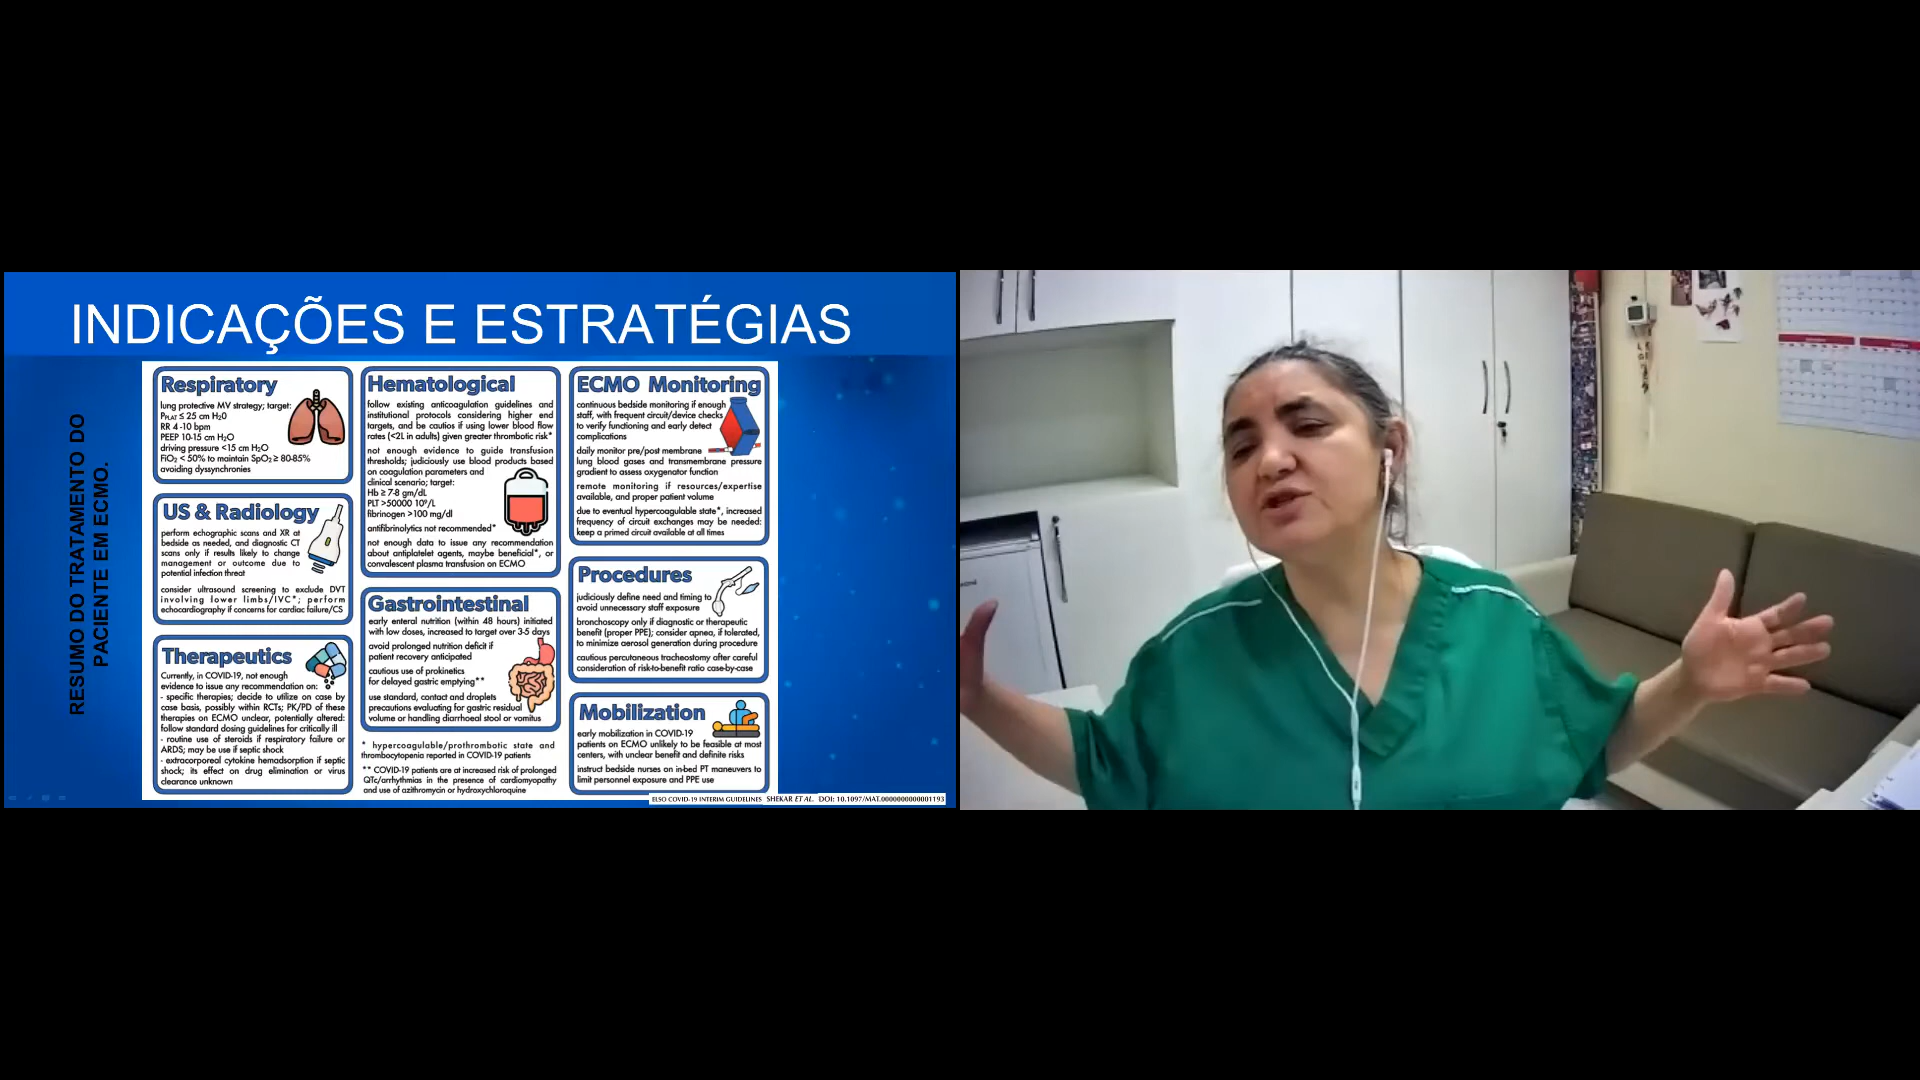 INDICAÇÕES E ESTRATÉGIAS
RESUMO DO TRATAMENTO DO
PACIENTE EM ECMO.
Respiratory
lung protective MV strategy; target:
PPLAT ≤ 25 cm H2O
RR 4-10 bpm
PEEP 10-15 cm H2O
driving pressure <15 cm H2O
FiO2 < 50% to maintain SpO2 ≥ 80-85%
avoiding dyssynchronies
US & Radiology
perform echographic scans and XR at
bedside as needed, and diagnostic CT
scans only if results likely to change
management or outcome due to
potential infection threat
consider ultrasound screening to exclude DVT
involving lower limbs/IVC*; perform
echocardiography if concerns for cardiac failure/CS
Therapeutics
Currently, in COVID-19, not enough
evidence to issue any recommendation on:
- specific therapies; decide to utilize on case by
case basis, possibly within RCTs; PK/PD of these
therapies on ECMO unclear, potentially altered:
follow standard dosing guidelines for critically ill
- routine use of steroids if respiratory failure or
ARDS; may be use if septic shock
- extracorporeal cytokine hemadsorption if septic
shock; its effect on drug elimination or virus
clearance unknown
Hematological
follow existing anticoagulation guidelines and
institutional protocols considering higher end
targets, and be cautios if using lower blood flow
rates (<2L in adults) given greater thrombotic risk*
not enough evidence to guide transfusion
thresholds; judiciously use blood products based
on coagulation parameters and
clinical scenario; target:
Hb ≥ 7-8 gm/dL
PLT >50000 10⁹/L
fibrinogen >100 mg/dl
antifibrinolytics not recommended*
not enough data to issue any recommendation
about antiplatelet agents, maybe beneficial*, or
convalescent plasma transfusion on ECMO
Gastrointestinal
early enteral nutrition (within 48 hours) initiated
with low doses, increased to target over 3-5 days
avoid prolonged nutrition deficit if
patient recovery anticipated
cautious use of prokinetics
for delayed gastric emptying**
use standard, contact and droplets
precautions evaluating for gastric residual
volume or handling diarrhoeal stool or vomitus
* hypercoagulable/prothrombotic state and
thrombocytopenia reported in COVID-19 patients
** COVID-19 patients are at increased risk of prolonged
QTc/arrhythmias in the presence of cardiomyopathy
and use of azithromycin or hydroxychloroquine
ECMO Monitoring
continuous bedside monitoring if enough
staff, with frequent circuit/device checks
to verify functioning and early detect
complications
daily monitor pre/post membrane
lung blood gases and transmembrane pressure
gradient to assess oxygenator function
remote monitoring if resources/expertise
available, and proper patient volume
due to eventual hypercoagulable state*, increased
frequency of circuit exchanges may be needed:
keep a primed circuit available at all times
Procedures
judiciously define need and timing to
avoid unnecessary staff exposure
bronchoscopy only if diagnostic or therapeutic
benefit (proper PPE); consider apnea, if tolerated,
to minimize aerosol generation during procedure
cautious percutaneous tracheostomy after careful
consideration of risk-to-benefit ratio case-by-case
Mobilization
early mobilization in COVID-19
patients on ECMO unlikely to be feasible at most
centers, with unclear benefit and definite risks
instruct bedside nurses on in-bed PT maneuvers to
limit personnel exposure and PPE use
ELSO COVID-19 INTERIM GUIDELINES SHEKAR ET AL. DOI: 10.1097/MAT.0000000000001193